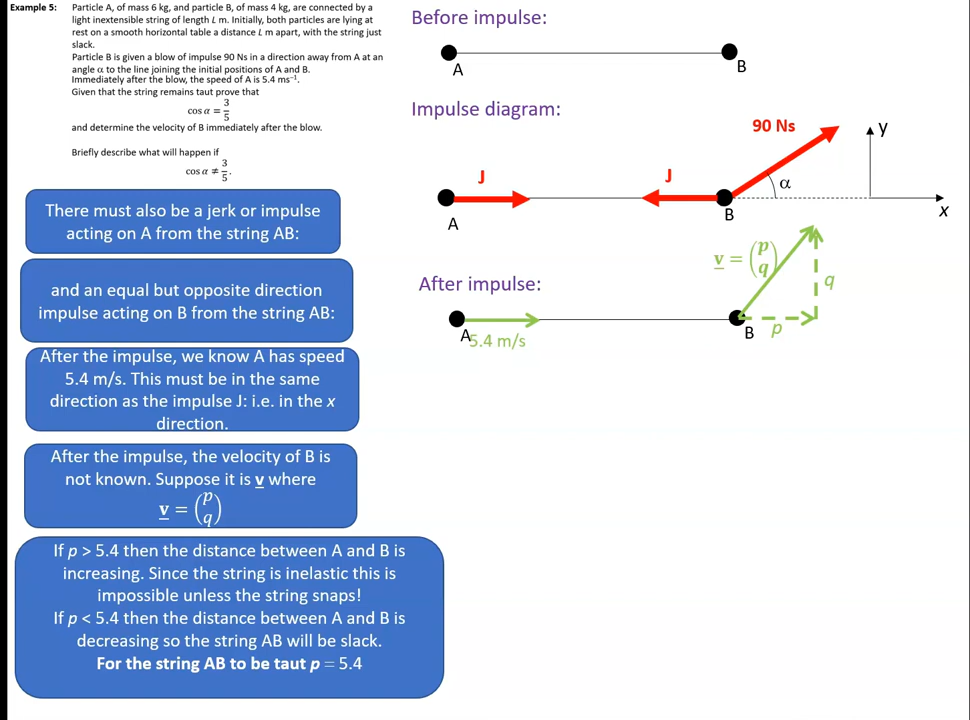 Example 5: Particle A, of mass 6 kg, and particle B, of mass 4 kg, are connected by a
light inextensible string of length L m. Initially, both particles are lying at
rest on a smooth horizontal table a distance L m apart, with the string just
slack.
Particle B is given a blow of impulse 90 Ns in a direction away from A at an
angle α to the line joining the initial positions of A and B.
Immediately after the blow, the speed of A is 5.4 ms⁻¹.
Given that the string remains taut prove that
cos α = 3/5
and determine the velocity of B immediately after the blow.
Briefly describe what will happen if
cos α ≠ 3/5.
There must also be a jerk or impulse
acting on A from the string AB:
and an equal but opposite direction
impulse acting on B from the string AB:
After the impulse, we know A has speed
5.4 m/s. This must be in the same
direction as the impulse J: i.e. in the x
direction.
After the impulse, the velocity of B is
not known. Suppose it is v where
v = (p q)
If p > 5.4 then the distance between A and B is
increasing. Since the string is inelastic this is
impossible unless the string snaps!
If p < 5.4 then the distance between A and B is
decreasing so the string AB will be slack.
For the string AB to be taut p = 5.4
Before impulse:
A
B
Impulse diagram:
90 Ns
y
J
J
α
A
B
x
After impulse:
v = (p q)
q
A
5.4 m/s
B
p